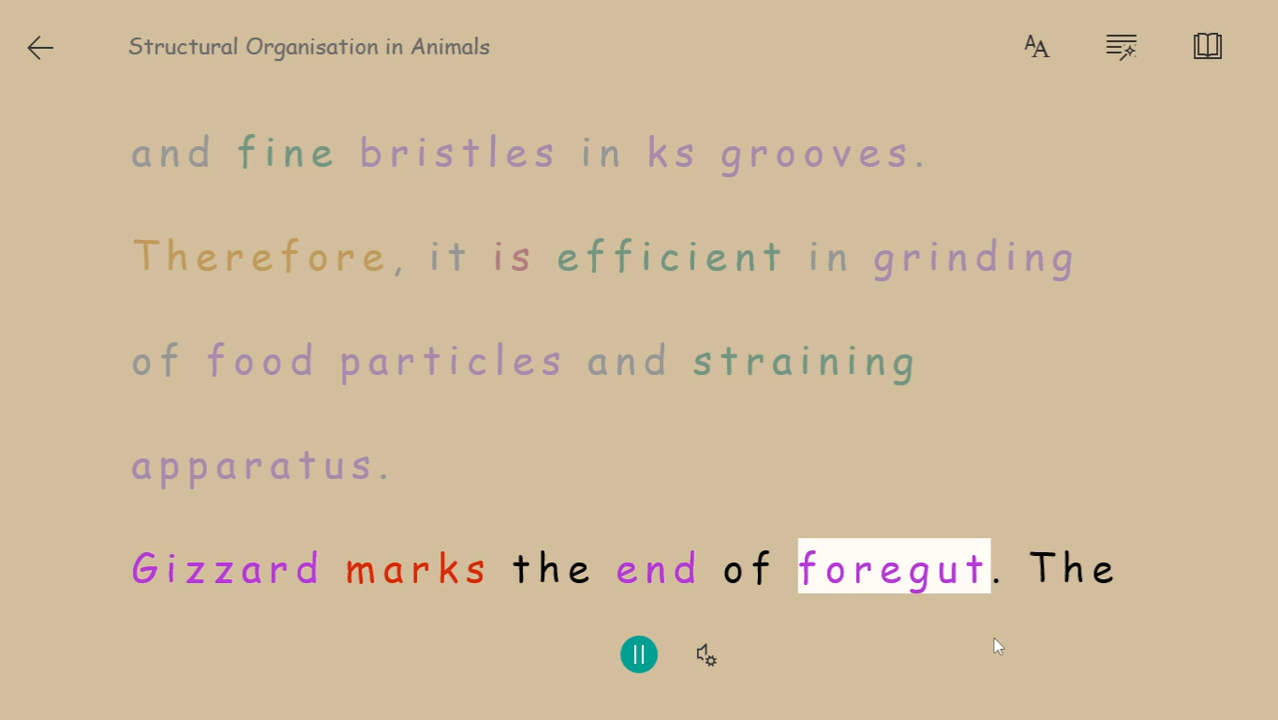 Structural Organisation in Animals
and fine bristles in ks grooves.
Therefore, it is efficient in grinding
of food particles and straining
apparatus.
Gizzard marks the end of foregut. The